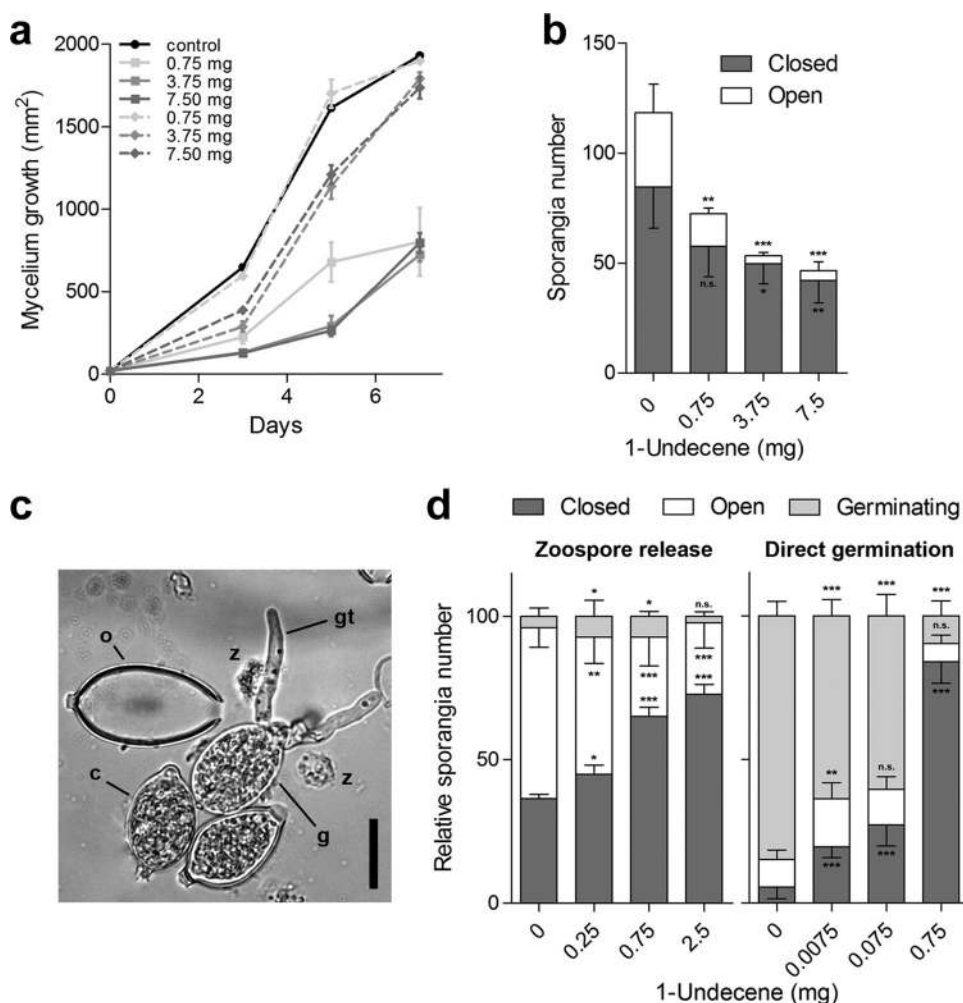 a
2000
1500
1000
500
0
0
2
4
6
Mycelium growth (mm2)
Days
control
0.75 mg
3.75 mg
7.50 mg
0.75 mg
3.75 mg
7.50 mg
b
150
100
50
0
Sporangia number
Closed
Open
**
***
***
n.s.
*
**
0
0.75
3.75
7.5
1-Undecene (mg)
c
o
z
gt
c
z
g
d
Closed
Open
Germinating
Zoospore release
Direct germination
100
50
0
Relative sporangia number
*
*
n.s.
**
***
***
*
***
***
***
***
***
n.s.
**
n.s.
***
***
***
0
0.25
0.75
2.5
0
0.0075
0.075
0.75
1-Undecene (mg)